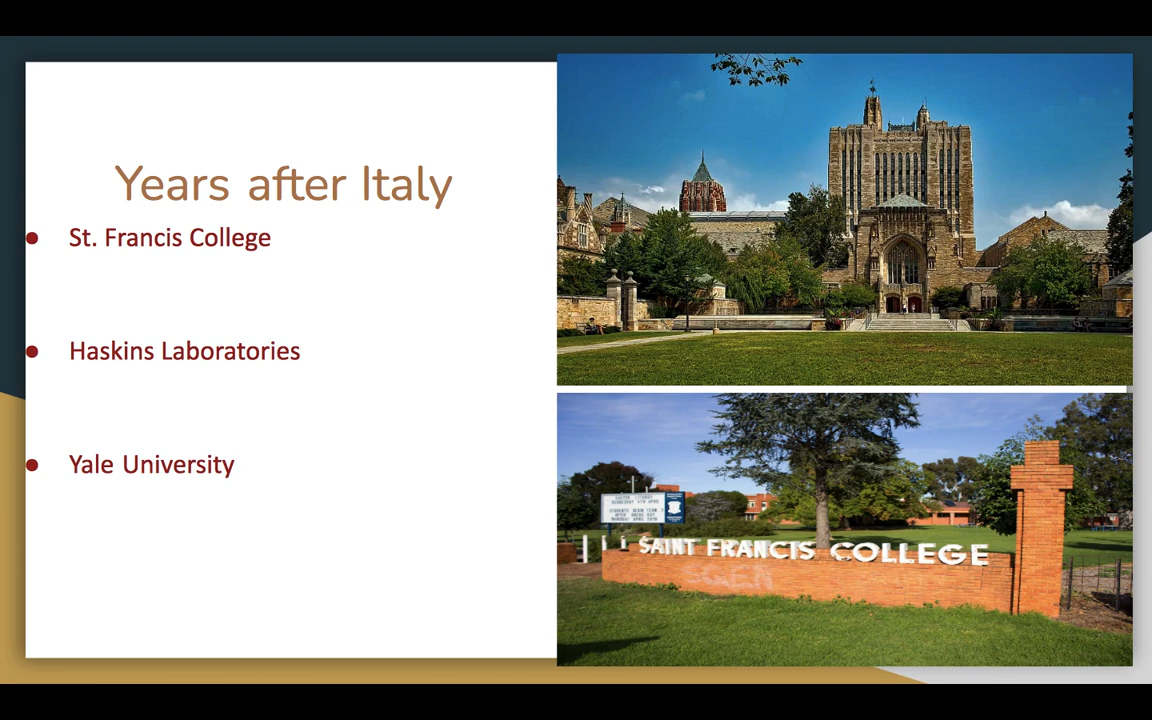 Years after Italy
St. Francis College
Haskins Laboratories
Yale University
SAINT FRANCIS COLLEGE